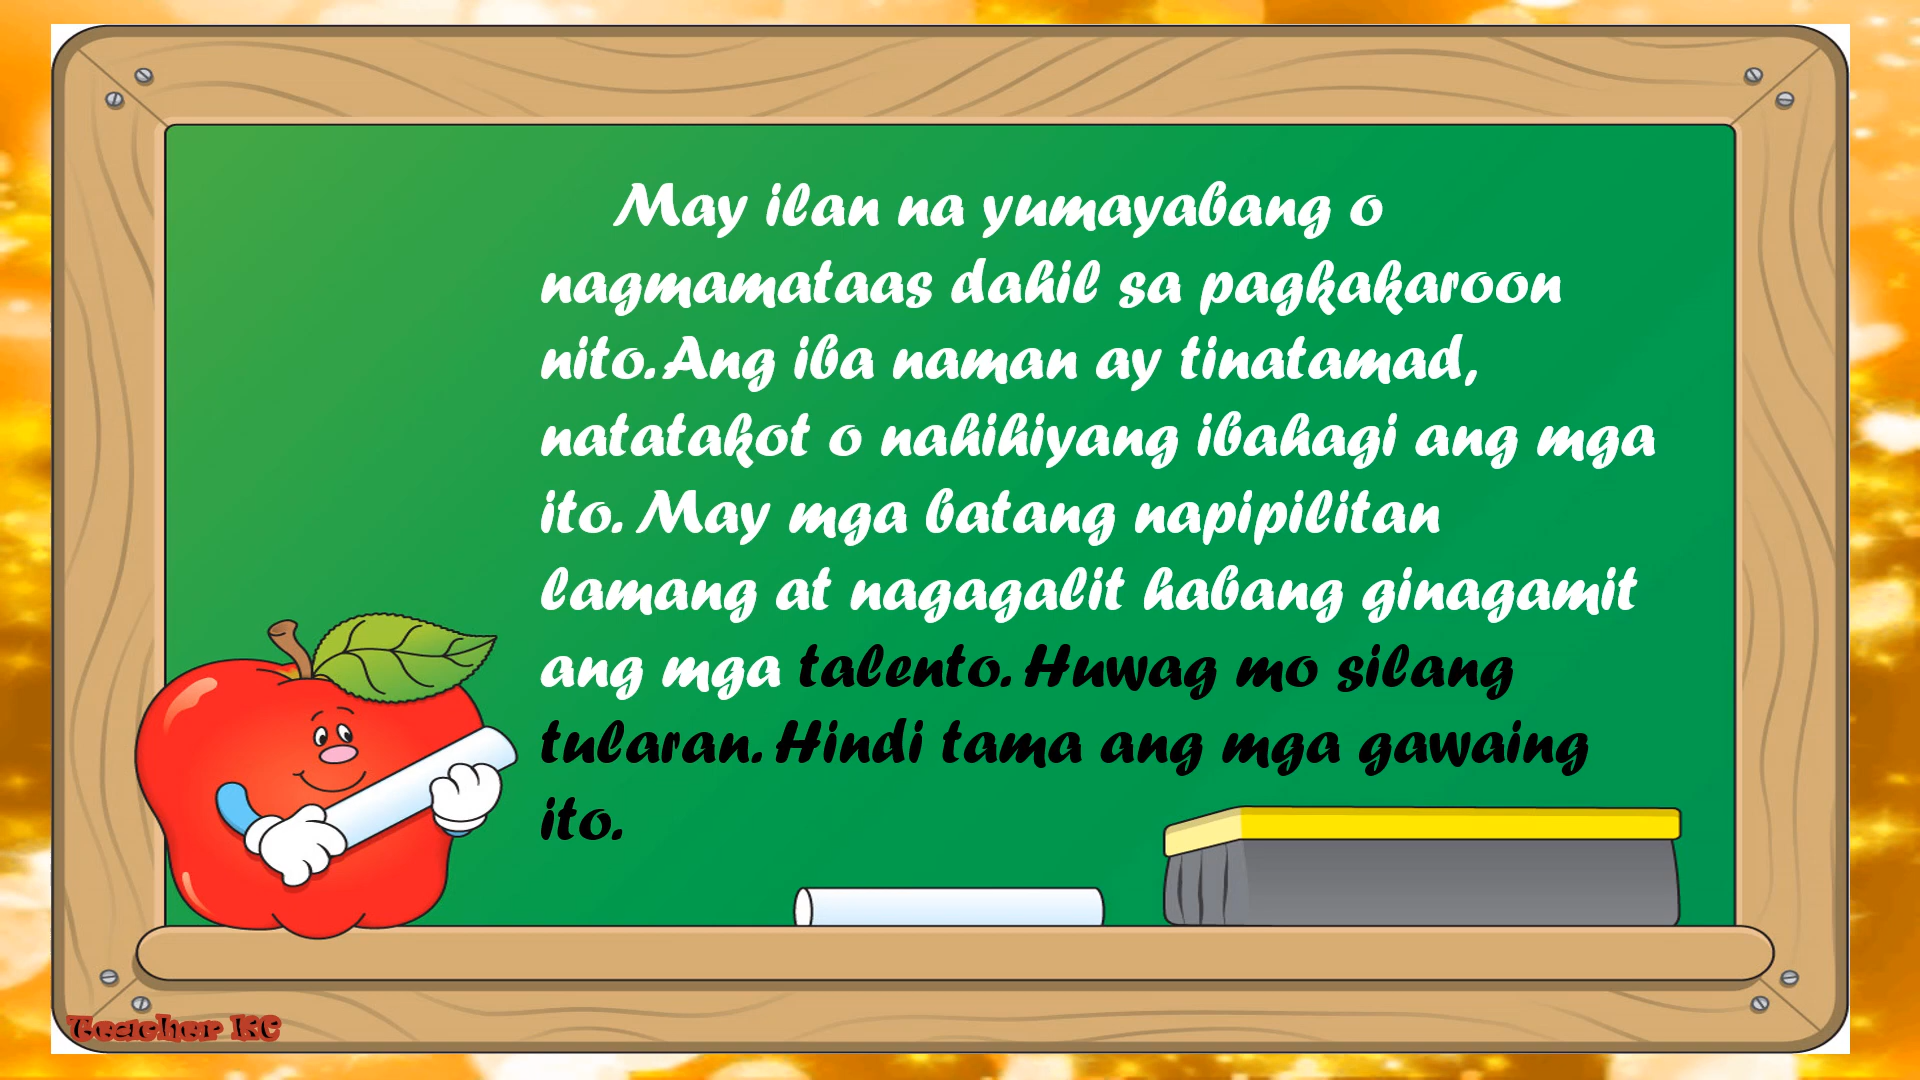 May ilan na yumayabang o
nagmamataas dahil sa pagkakaroon
nito. Ang iba naman ay tinatamad,
natatakot o nahihiyang ibahagi ang mga
ito. May mga batang napipilitan
lamang at nagagalit habang ginagamit
ang mga talento. Huwag mo silang
tularan. Hindi tama ang mga gawaing
ito.
Teacher KC